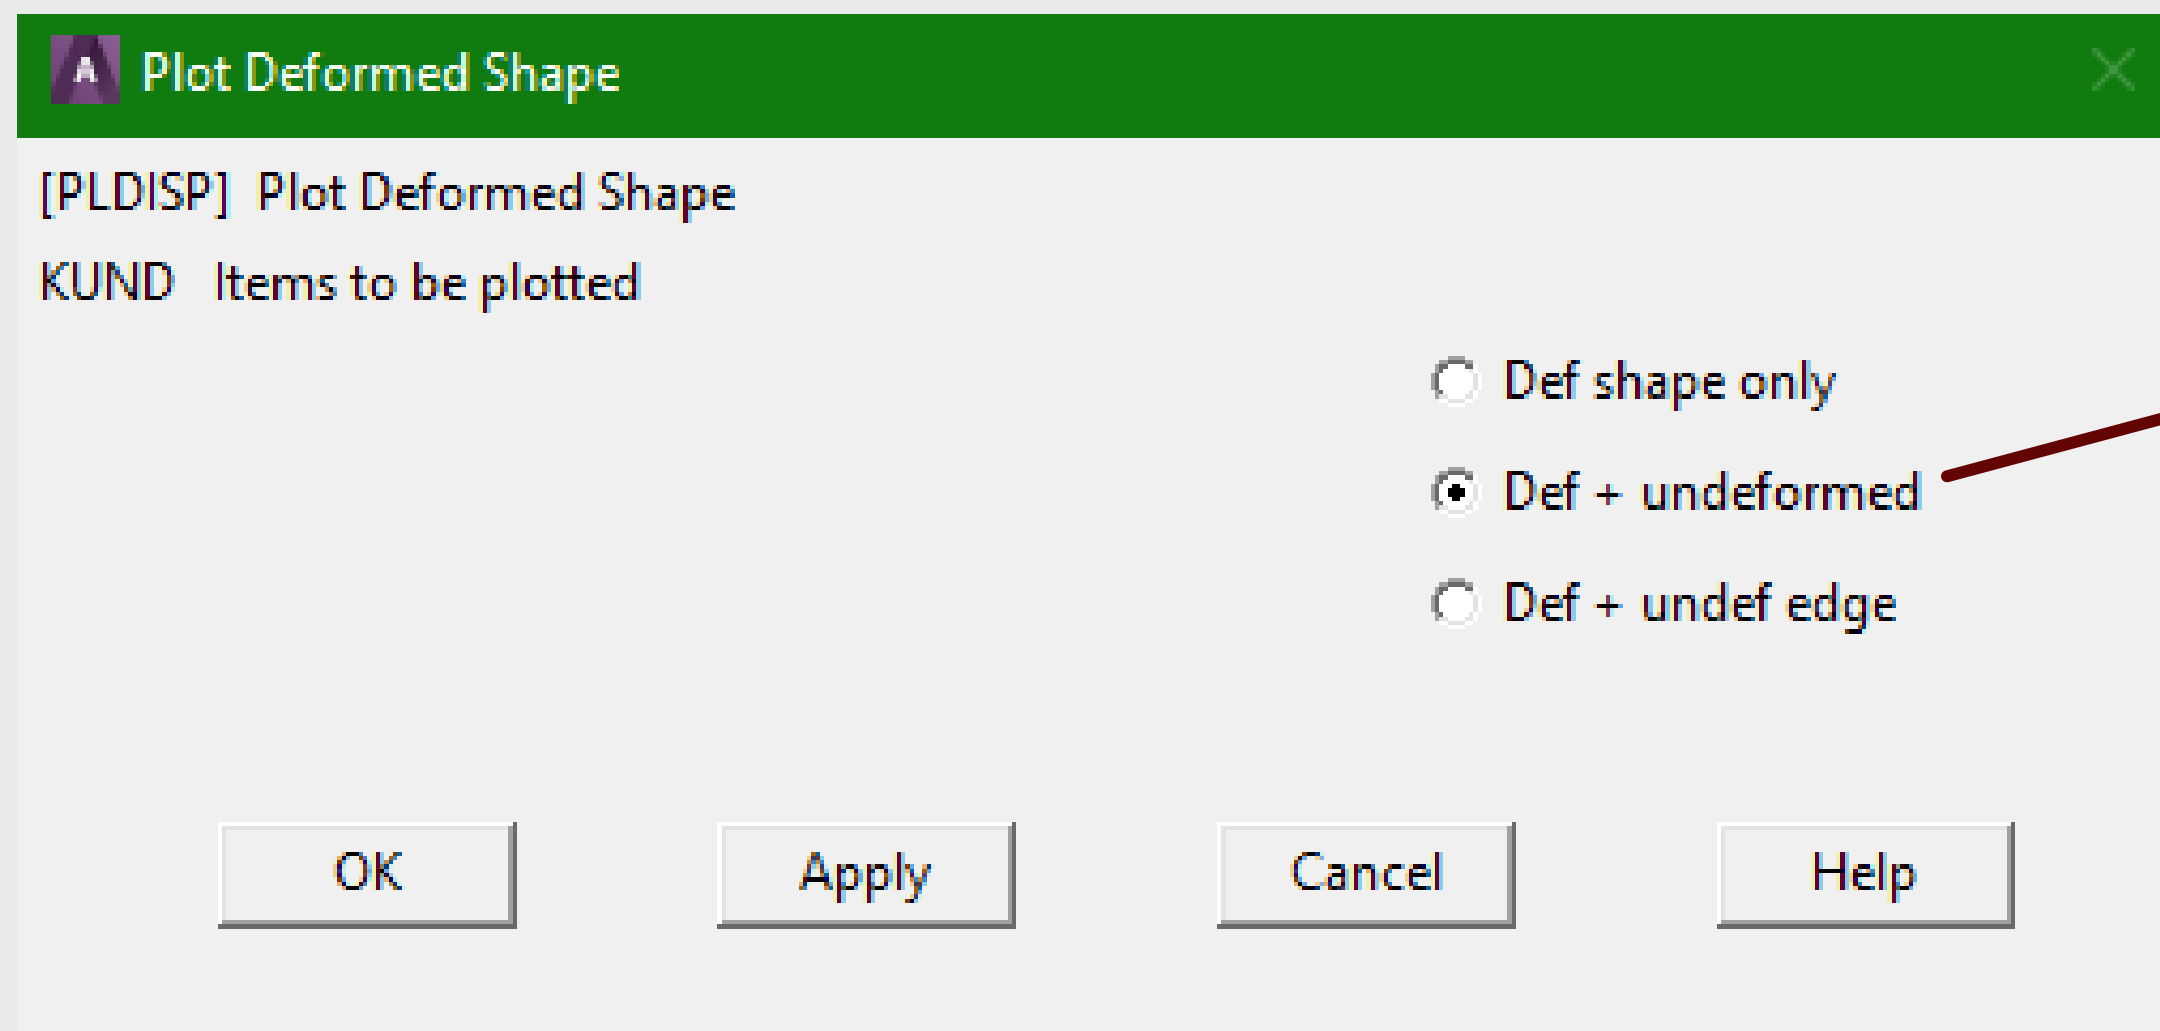 A Plot Deformed Shape
[PLDISP] Plot Deformed Shape
KUND Items to be plotted
Def shape only
Def + undeformed
Def + undef edge
OK Apply Cancel Help